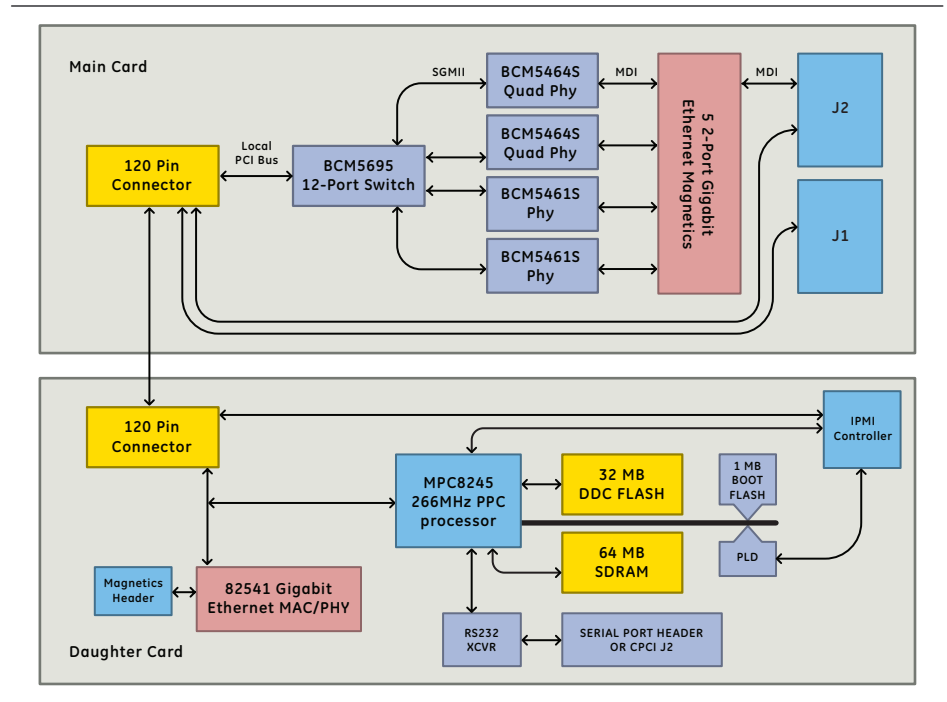 Main Card
120 Pin
Connector
Local
PCI Bus
BCM5695
12-Port Switch
SGMII
BCM5464S
Quad Phy
BCM5464S
Quad Phy
BCM5461S
Phy
BCM5461S
Phy
MDI
5 2-Port Gigabit
Ethernet Magnetics
MDI
J2
J1
120 Pin
Connector
IPMI
Controller
MPC8245
266MHz PPC
processor
32 MB
DDC FLASH
1 MB
BOOT
FLASH
64 MB
SDRAM
PLD
Magnetics
Header
82541 Gigabit
Ethernet MAC/PHY
RS232
XCVR
SERIAL PORT HEADER
OR CPCI J2
Daughter Card